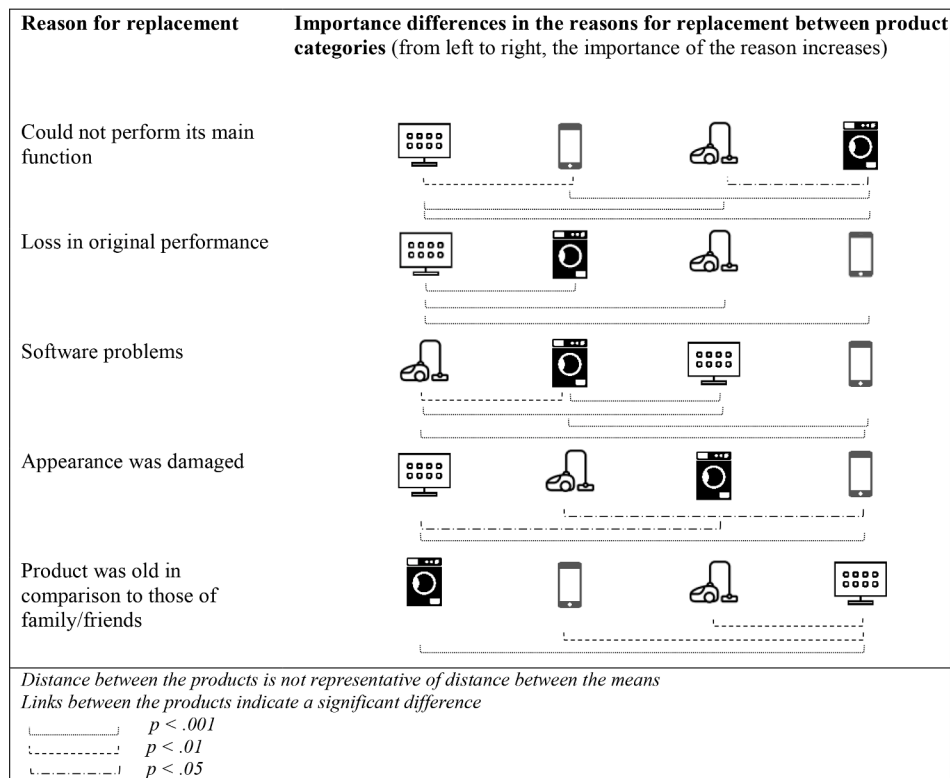 Reason for replacement
Importance differences in the reasons for replacement between product
categories (from left to right, the importance of the reason increases)
Could not perform its main
function
Loss in original performance
Software problems
Appearance was damaged
Product was old in
comparison to those of
family/friends
Distance between the products is not representative of distance between the means
Links between the products indicate a significant difference
p < .001
p < .01
p < .05